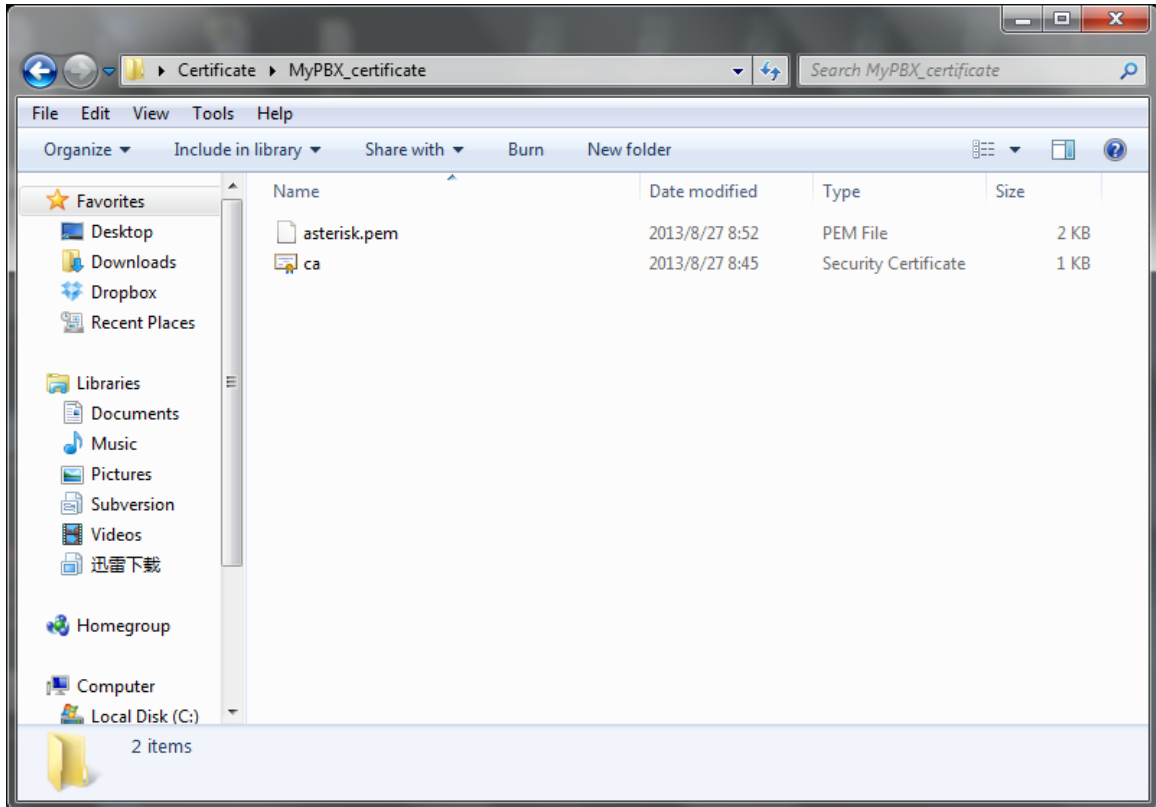 Certificate MyPBX_certificate
Search MyPBX_certificate
File Edit View Tools Help
Organize Include in library Share with Burn New folder
Favorites
Desktop
Downloads
Dropbox
Recent Places
Libraries
Documents
Music
Pictures
Subversion
Videos
迅雷下载
Homegroup
Computer
Local Disk (C:)
Name Date modified Type Size
asterisk.pem 2013/8/27 8:52 PEM File 2 KB
ca 2013/8/27 8:45 Security Certificate 1 KB
2 items